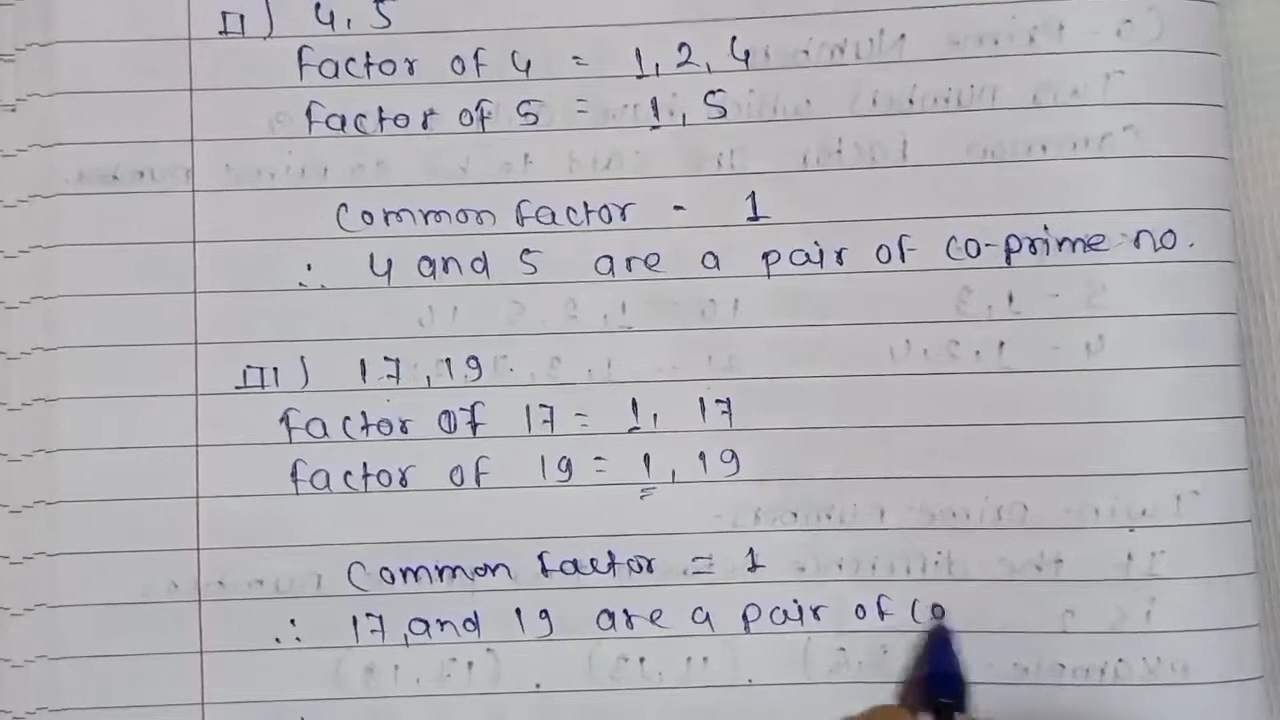 II) 4,5
factor of 4 = 1, 2, 4
factor of 5 = 1, 5
Common factor - 1
∴ 4 and 5 are a pair of co-prime no.
III) 17,19
factor of 17 = 1, 17
factor of 19 = 1, 19
Common factor = 1
∴ 17, and 19 are a pair of co